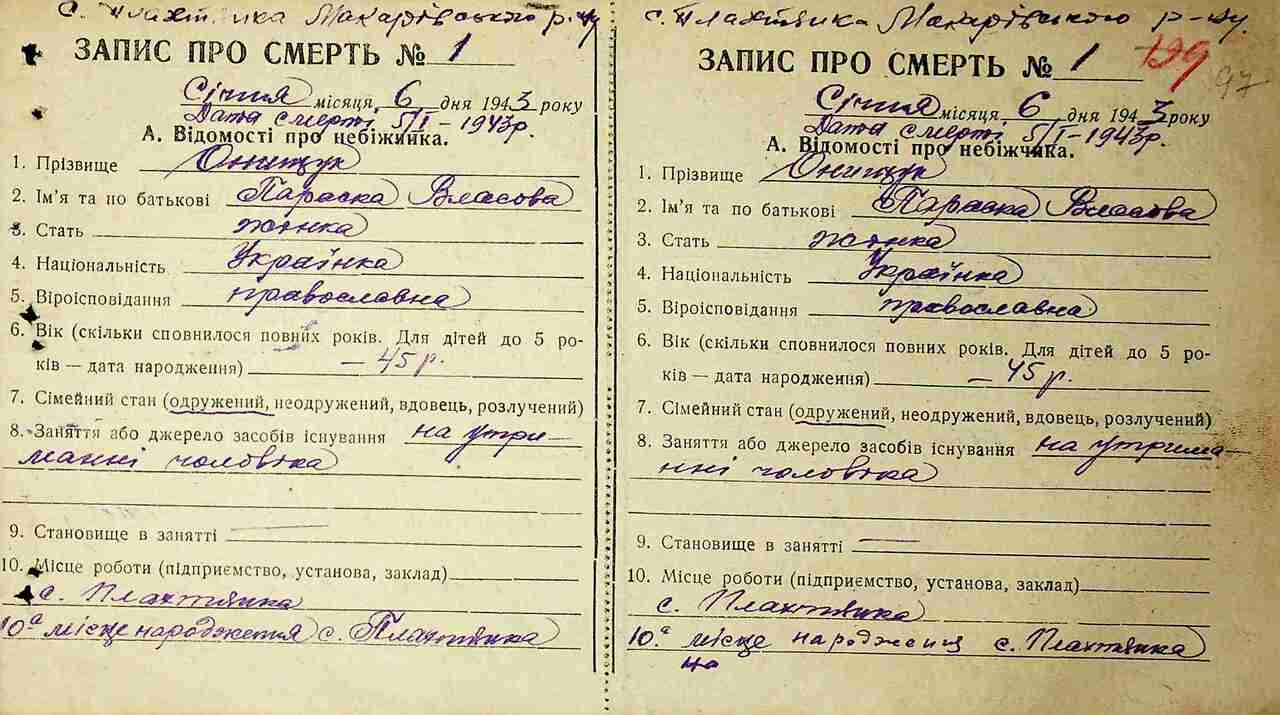 с. Плахтянка Макарівського р-ну
ЗАПИС ПРО СМЕРТЬ № 1
Січня місяця 6 дня 1943 року
Дата смерті 5/I – 1943р.
А. Відомості про небіжчика.
1. Прізвище Онищук
2. Ім'я та по батькові Параска Власова
3. Стать жінка
4. Національність Українка
5. Віроісповідання православна
6. Вік (скільки сповнилося повних років. Для дітей до 5 ро-
ків — дата народження) – 45 р.
7. Сімейний стан (одружений, неодружений, вдовець, розлучений)
8. Заняття або джерело засобів існування на утри–
манні чоловіка
9. Становище в занятті —
10. Місце роботи (підприємство, установа, заклад)
с. Плахтянка
10а місце народження с. Плахтянка
с. Плахтянка Макарівського р-ну.
ЗАПИС ПРО СМЕРТЬ № 1 199 97
Січня місяця 6 дня 1943 року
Дата смерті 5/I – 1943р.
А. Відомості про небіжчика.
1. Прізвище Онищук
2. Ім'я та по батькові Параска Власова
3. Стать жінка
4. Національність Українка
5. Віроісповідання православна
6. Вік (скільки сповнилося повних років. Для дітей до 5 ро-
ків — дата народження) – 45 р.
7. Сімейний стан (одружений, неодружений, вдовець, розлучений)
8. Заняття або джерело засобів існування на утрима–
нні чоловіка
9. Становище в занятті —
10. Місце роботи (підприємство, установа, заклад)
с. Плахтянка
10а місце народження с. Плахтянка